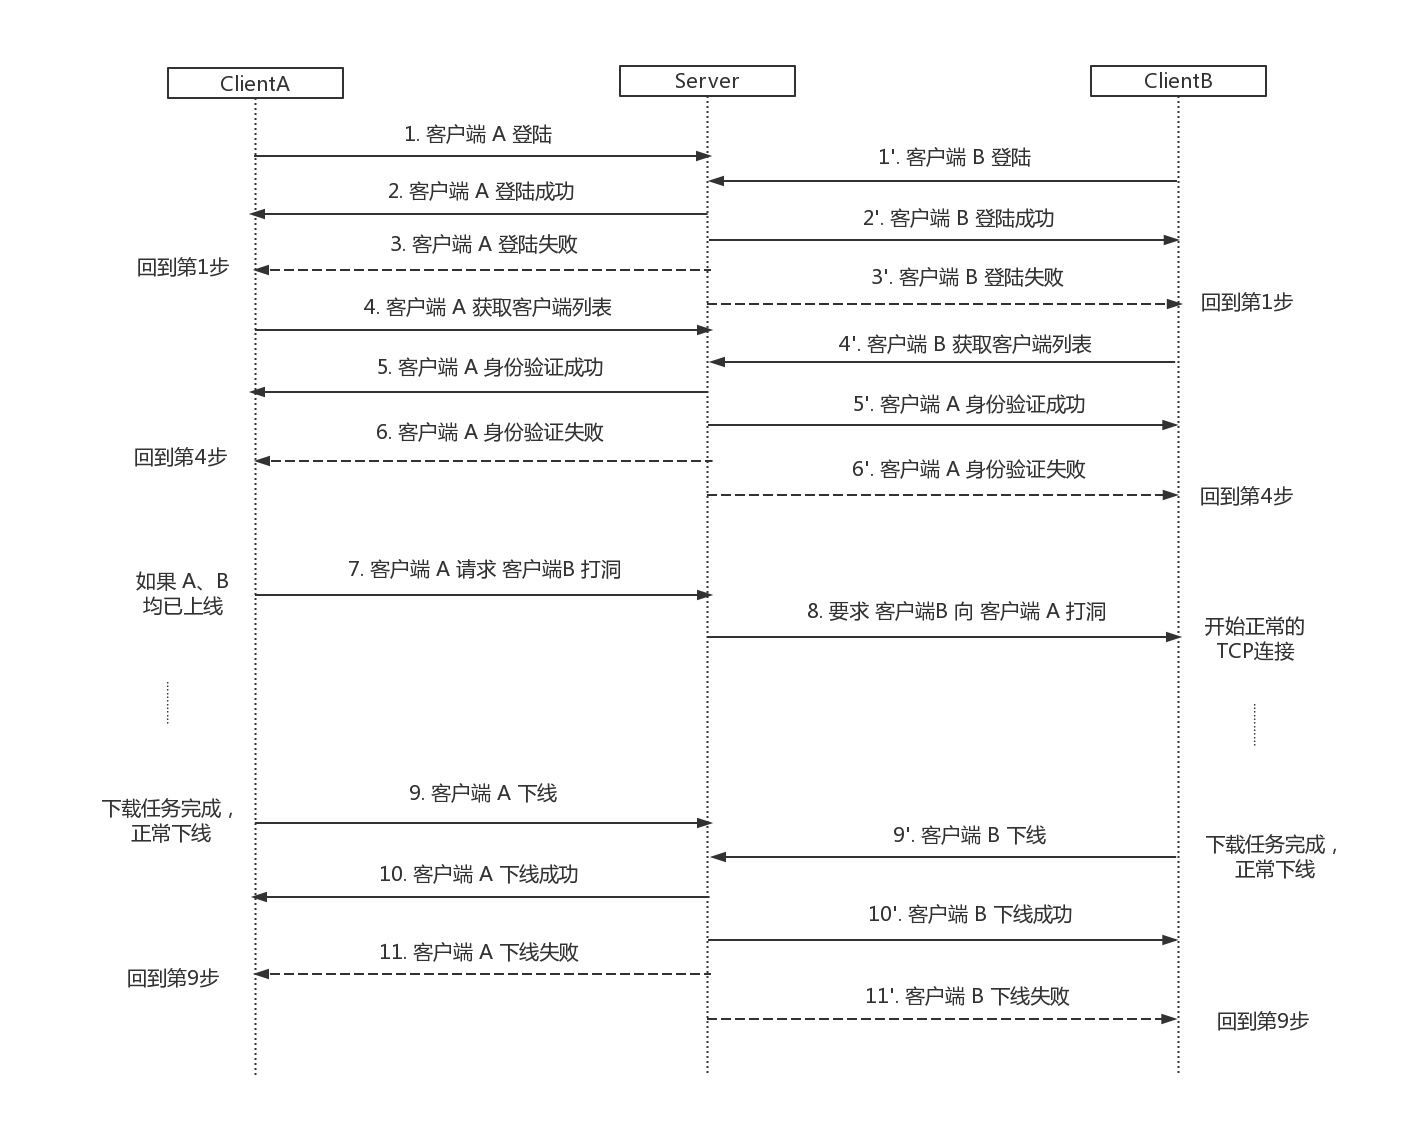 ClientA
Server
ClientB
1. 客户端 A 登陆
1'. 客户端 B 登陆
2. 客户端 A 登陆成功
2'. 客户端 B 登陆成功
3. 客户端 A 登陆失败
回到第1步
3'. 客户端 B 登陆失败
回到第1步
4. 客户端 A 获取客户端列表
4'. 客户端 B 获取客户端列表
5. 客户端 A 身份验证成功
5'. 客户端 A 身份验证成功
6. 客户端 A 身份验证失败
回到第4步
6'. 客户端 A 身份验证失败
回到第4步
7. 客户端 A 请求 客户端B 打洞
如果 A、B
均已上线
8. 要求 客户端B 向 客户端 A 打洞
开始正常的
TCP连接
9. 客户端 A 下线
下载任务完成，
正常下线
9'. 客户端 B 下线
下载任务完成，
正常下线
10. 客户端 A 下线成功
10'. 客户端 B 下线成功
11. 客户端 A 下线失败
回到第9步
11'. 客户端 B 下线失败
回到第9步